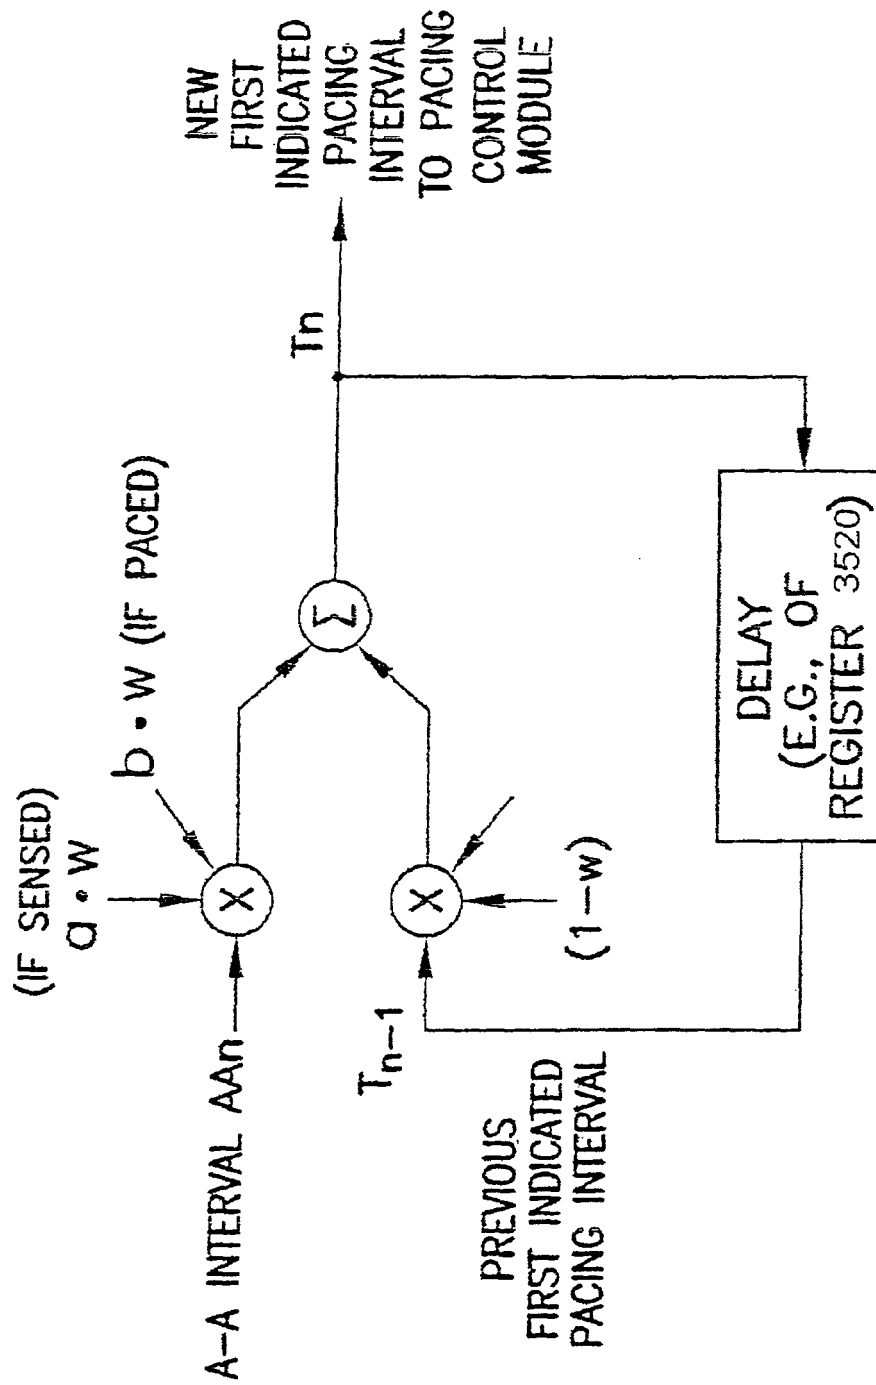 (IF SENSED)
a • w
b • w (IF PACED)
A-A INTERVAL AAn
X
Σ
Tn
NEW
FIRST
INDICATED
PACING
INTERVAL
TO PACING
CONTROL
MODULE
Tn-1
X
(1-w)
PREVIOUS
FIRST INDICATED
PACING INTERVAL
DELAY
(E.G., OF
REGISTER 3520)